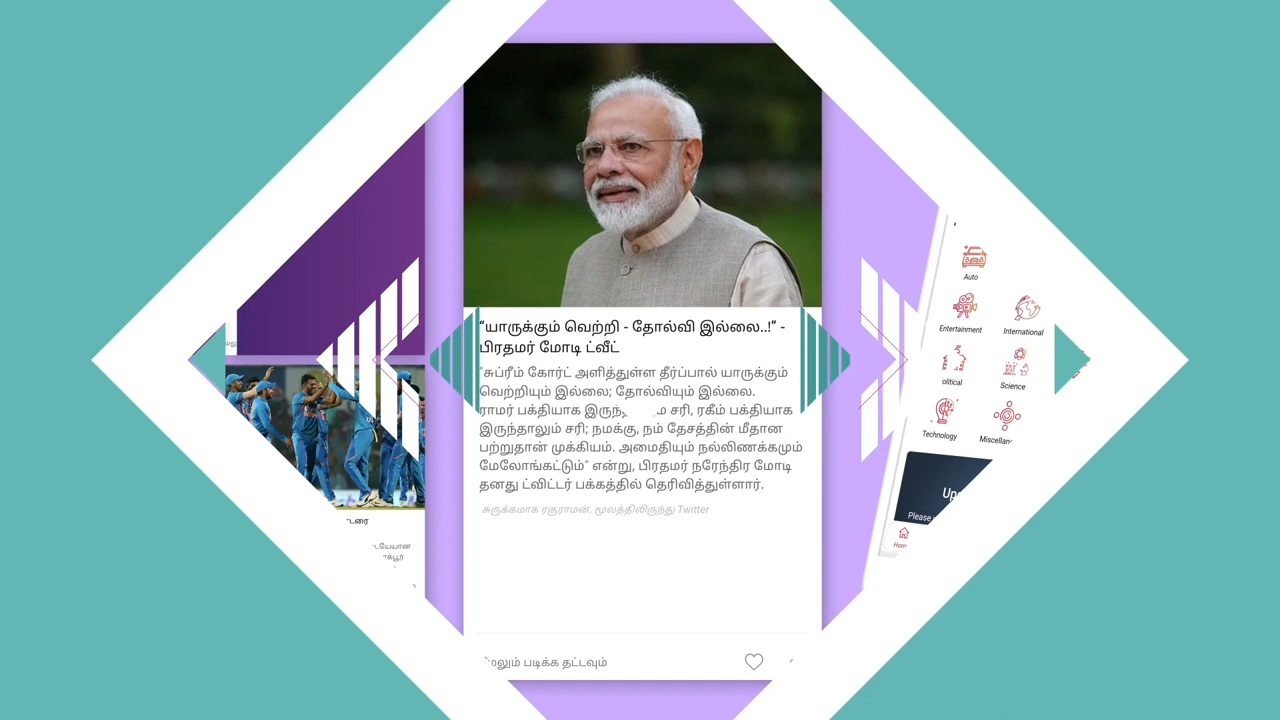 “யாருக்கும் வெற்றி - தோல்வி இல்லை..!” -
பிரதமர் மோடி ட்வீட்
"சுப்ரீம் கோர்ட் அளித்துள்ள தீர்ப்பால் யாருக்கும்
வெற்றியும் இல்லை; தோல்வியும் இல்லை.
ராமர் பக்தியாக சரி, ரகீம் பக்தியாக
இருந்தாலும் சரி; நமக்கு, நம் தேசத்தின் மீதான
பற்றுதான் முக்கியம். அமைதியும் நல்லிணக்கமும்
மேலோங்கட்டும்" என்று, பிரதமர் நரேந்திர மோடி
தனது ட்விட்டர் பக்கத்தில் தெரிவித்துள்ளார்.
சுருக்கமாக ரகுராமன், மூலத்திலிருந்து Twitter
படிக்க தட்டவும்
Auto
Entertainment
International
Science
Technology
Please